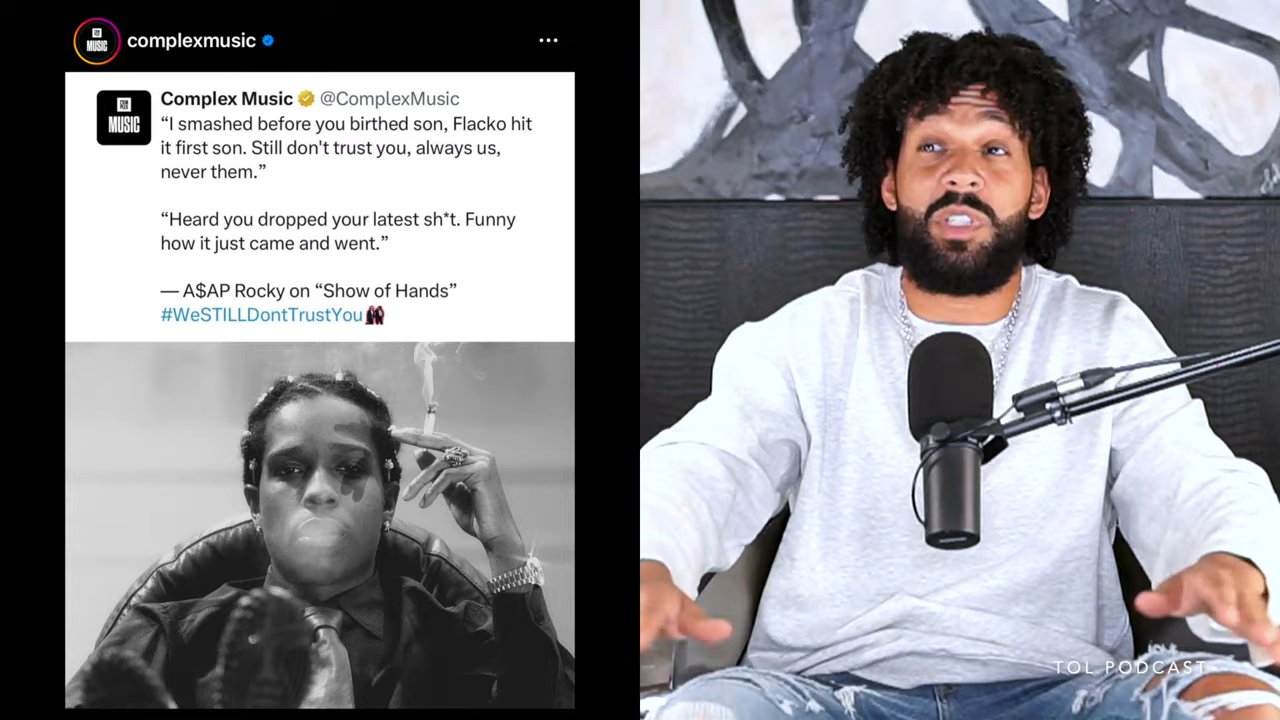 complexmusic
MUSIC
Complex Music @ComplexMusic
“I smashed before you birthed son, Flacko hit
it first son. Still don't trust you, always us,
never them.”
“Heard you dropped your latest sh*t. Funny
how it just came and went.”
— A$AP Rocky on “Show of Hands”
#WeSTILLDontTrustYou
MUSIC
TOL PODCAST